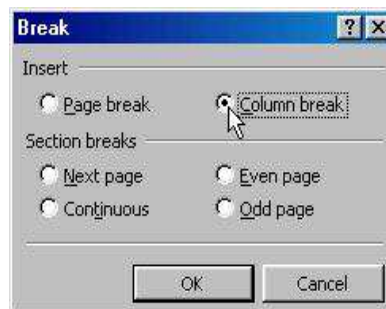 Break ? ×
Insert
Page break Column break
Section breaks
Next page Even page
Continuous Odd page
OK Cancel